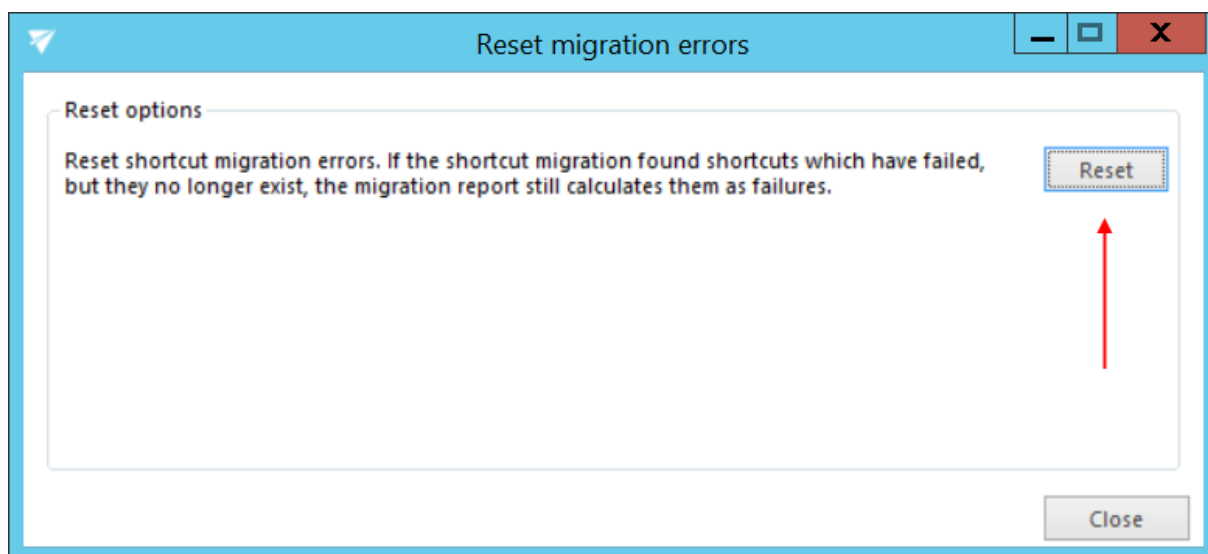 Reset migration errors
X
Reset options
Reset shortcut migration errors. If the shortcut migration found shortcuts which have failed,
but they no longer exist, the migration report still calculates them as failures.
Reset
Close